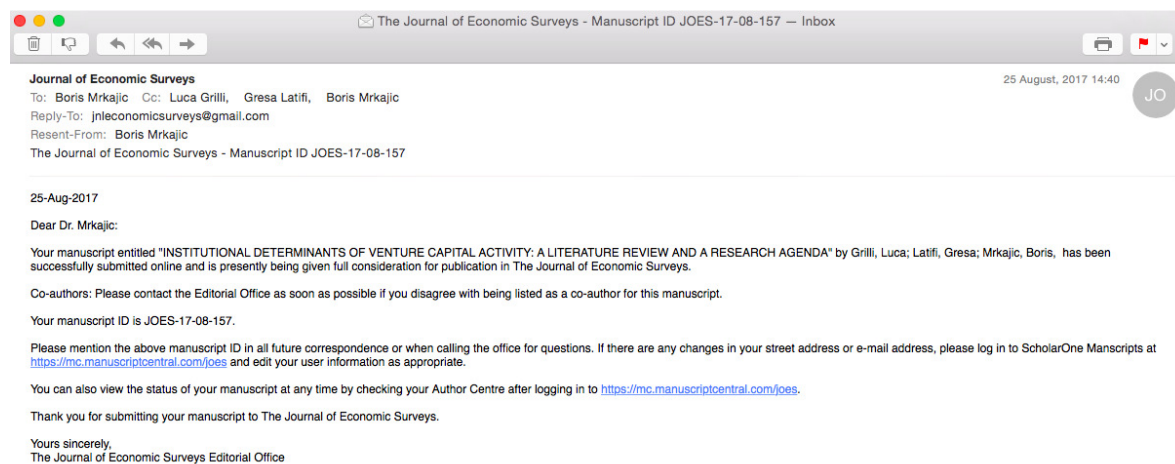 The Journal of Economic Surveys - Manuscript ID JOES-17-08-157 — Inbox
Journal of Economic Surveys
25 August, 2017 14:40
JO
To: Boris Mrkajic Cc: Luca Grilli, Gresa Latifi, Boris Mrkajic
Reply-To: jnleconomicsurveys@gmail.com
Resent-From: Boris Mrkajic
The Journal of Economic Surveys - Manuscript ID JOES-17-08-157
25-Aug-2017
Dear Dr. Mrkajic:
Your manuscript entitled "INSTITUTIONAL DETERMINANTS OF VENTURE CAPITAL ACTIVITY: A LITERATURE REVIEW AND A RESEARCH AGENDA" by Grilli, Luca; Latifi, Gresa; Mrkajic, Boris, has been
successfully submitted online and is presently being given full consideration for publication in The Journal of Economic Surveys.
Co-authors: Please contact the Editorial Office as soon as possible if you disagree with being listed as a co-author for this manuscript.
Your manuscript ID is JOES-17-08-157.
Please mention the above manuscript ID in all future correspondence or when calling the office for questions. If there are any changes in your street address or e-mail address, please log in to ScholarOne Manscripts at
https://mc.manuscriptcentral.com/joes and edit your user information as appropriate.
You can also view the status of your manuscript at any time by checking your Author Centre after logging in to https://mc.manuscriptcentral.com/joes.
Thank you for submitting your manuscript to The Journal of Economic Surveys.
Yours sincerely,
The Journal of Economic Surveys Editorial Office